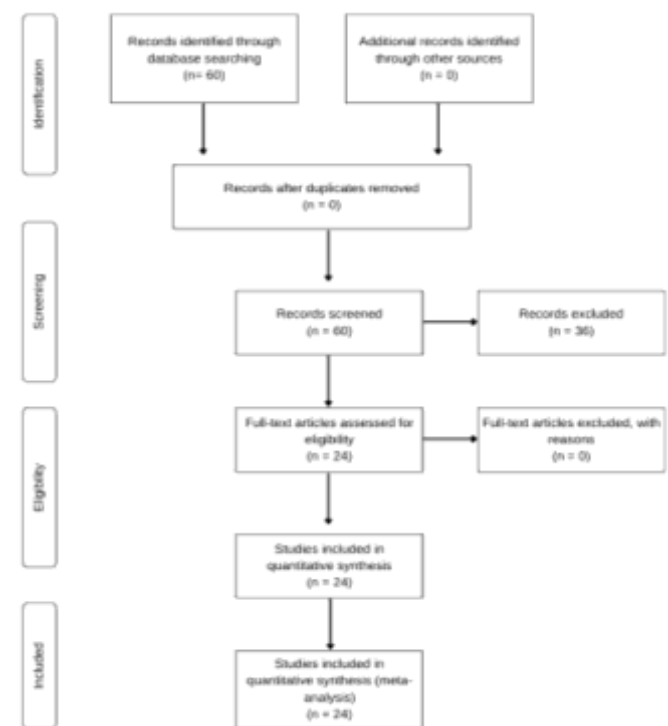 Identification
Records identified through
database searching
(n= 60)
Additional records identified
through other sources
(n = 0)
Records after duplicates removed
(n = 0)
Screening
Records screened
(n = 60)
Records excluded
(n = 36)
Eligibility
Full-text articles assessed for
eligibility
(n = 24)
Full-text articles excluded, with
reasons
(n = 0)
Studies included in
quantitative synthesis
(n = 24)
Included
Studies included in
quantitative synthesis (meta-
analysis)
(n = 24)